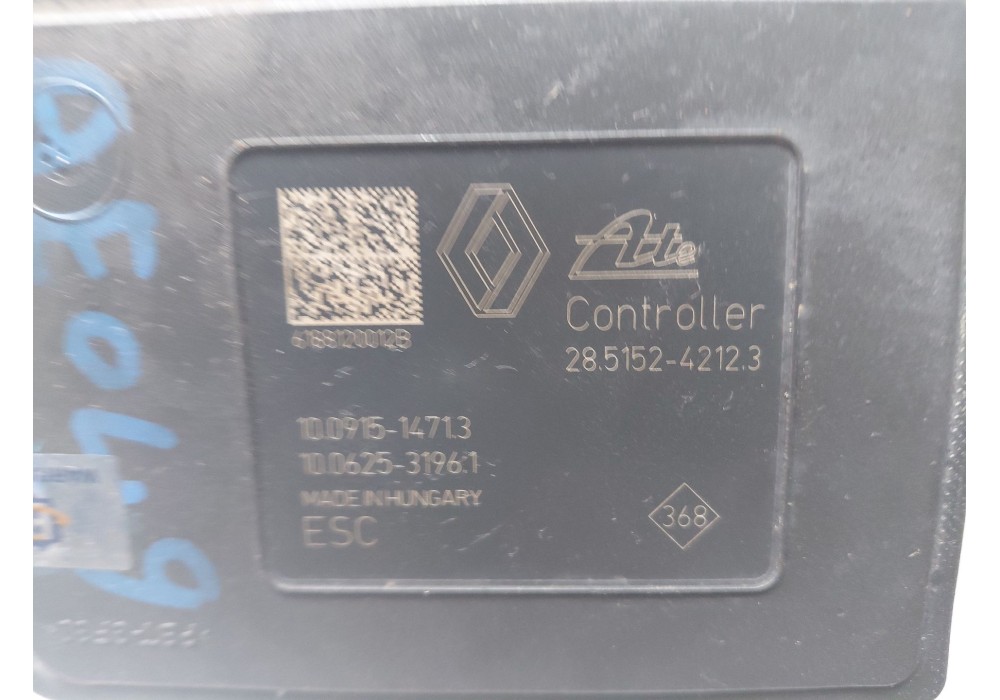 Ate
Controller
28.5152-4212.3
61881200128
10.0915-1471.3
10.0625-3196.1
MADE IN HUNGARY
ESC
368